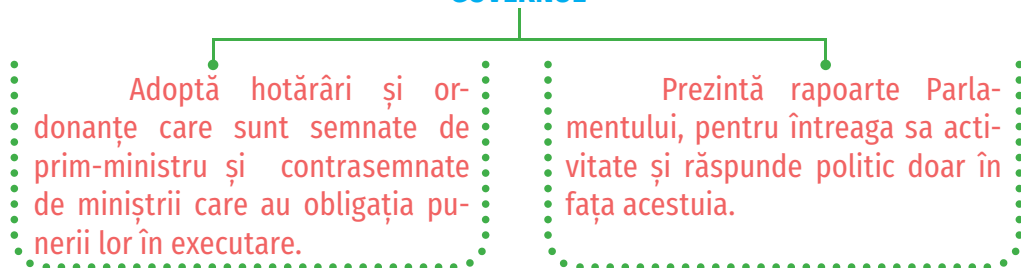 GUVERNUL
Adoptă hotărâri și or-
donanțe care sunt semnate de
prim-ministru și contrasemnate
de miniștrii care au obligația pu-
nerii lor în executare.
Prezintă rapoarte Parla-
mentului, pentru întreaga sa acti-
vitate și răspunde politic doar în
fața acestuia.